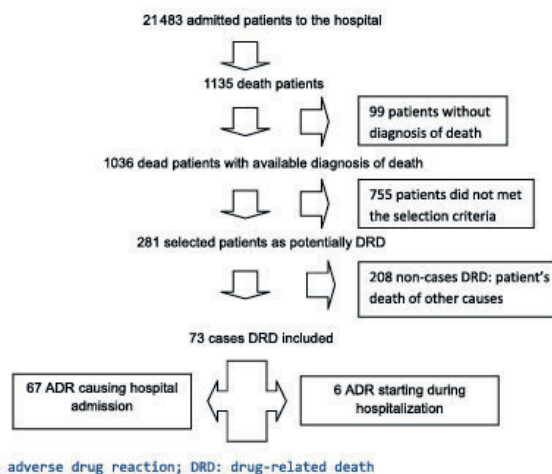 21 483 admitted patients to the hospital
1135 death patients
99 patients without
diagnosis of death
1036 dead patients with available diagnosis of death
755 patients did not met
the selection criteria
281 selected patients as potentially DRD
208 non-cases DRD: patient's
death of other causes
73 cases DRD included
67 ADR causing hospital
admission
6 ADR starting during
hospitalization
adverse drug reaction; DRD: drug-related death